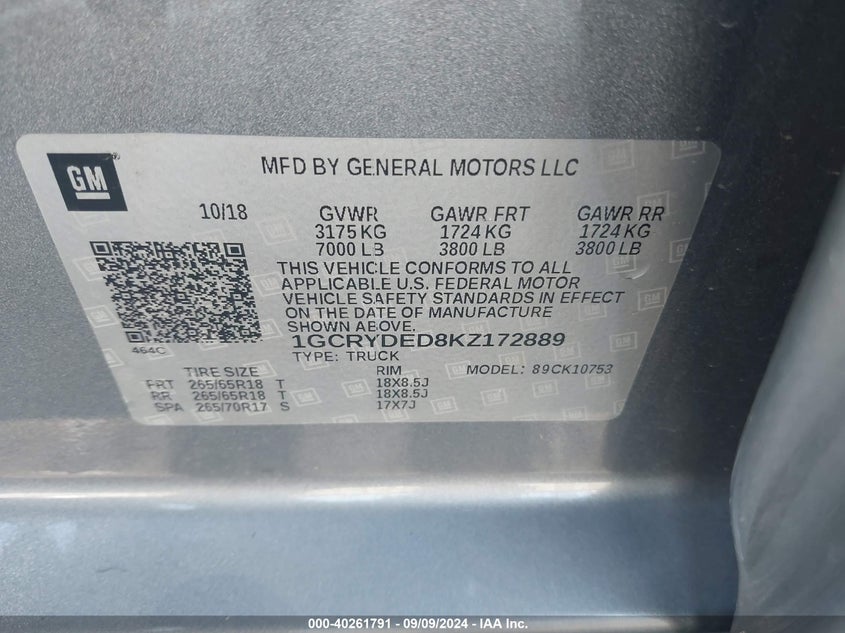 GM
MFD BY GENERAL MOTORS LLC
10/18 GVWR GAWR FRT GAWR RR
3175 KG 1724 KG 1724 KG
7000 LB 3800 LB 3800 LB
THIS VEHICLE CONFORMS TO ALL
APPLICABLE U.S. FEDERAL MOTOR
VEHICLE SAFETY STANDARDS IN EFFECT
ON THE DATE OF MANUFACTURE
SHOWN ABOVE.
464C
1GCRYDED8KZ172889
TYPE: TRUCK
TIRE SIZE RIM MODEL: 89CK10753
FRT 265/65R18 T 18X8.5J
RR 265/65R18 T 18X8.5J
SPA 265/70R17 S 17X7J
000-40261791 - 09/09/2024 - IAA Inc.